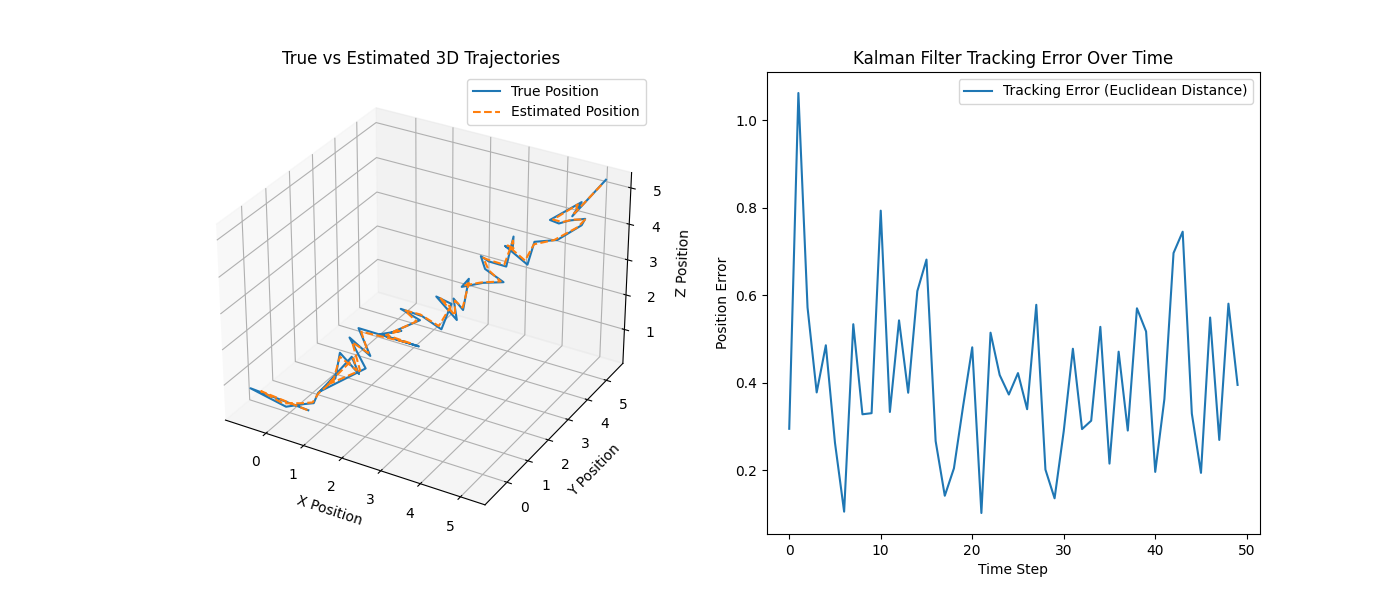 True vs Estimated 3D Trajectories
True Position
Estimated Position
5
4
3
2
1
Z Position
0
1
2
3
4
5
X Position
0
1
2
3
4
5
Y Position
Kalman Filter Tracking Error Over Time
Tracking Error (Euclidean Distance)
1.0
0.8
0.6
0.4
0.2
Position Error
0 10 20 30 40 50
Time Step